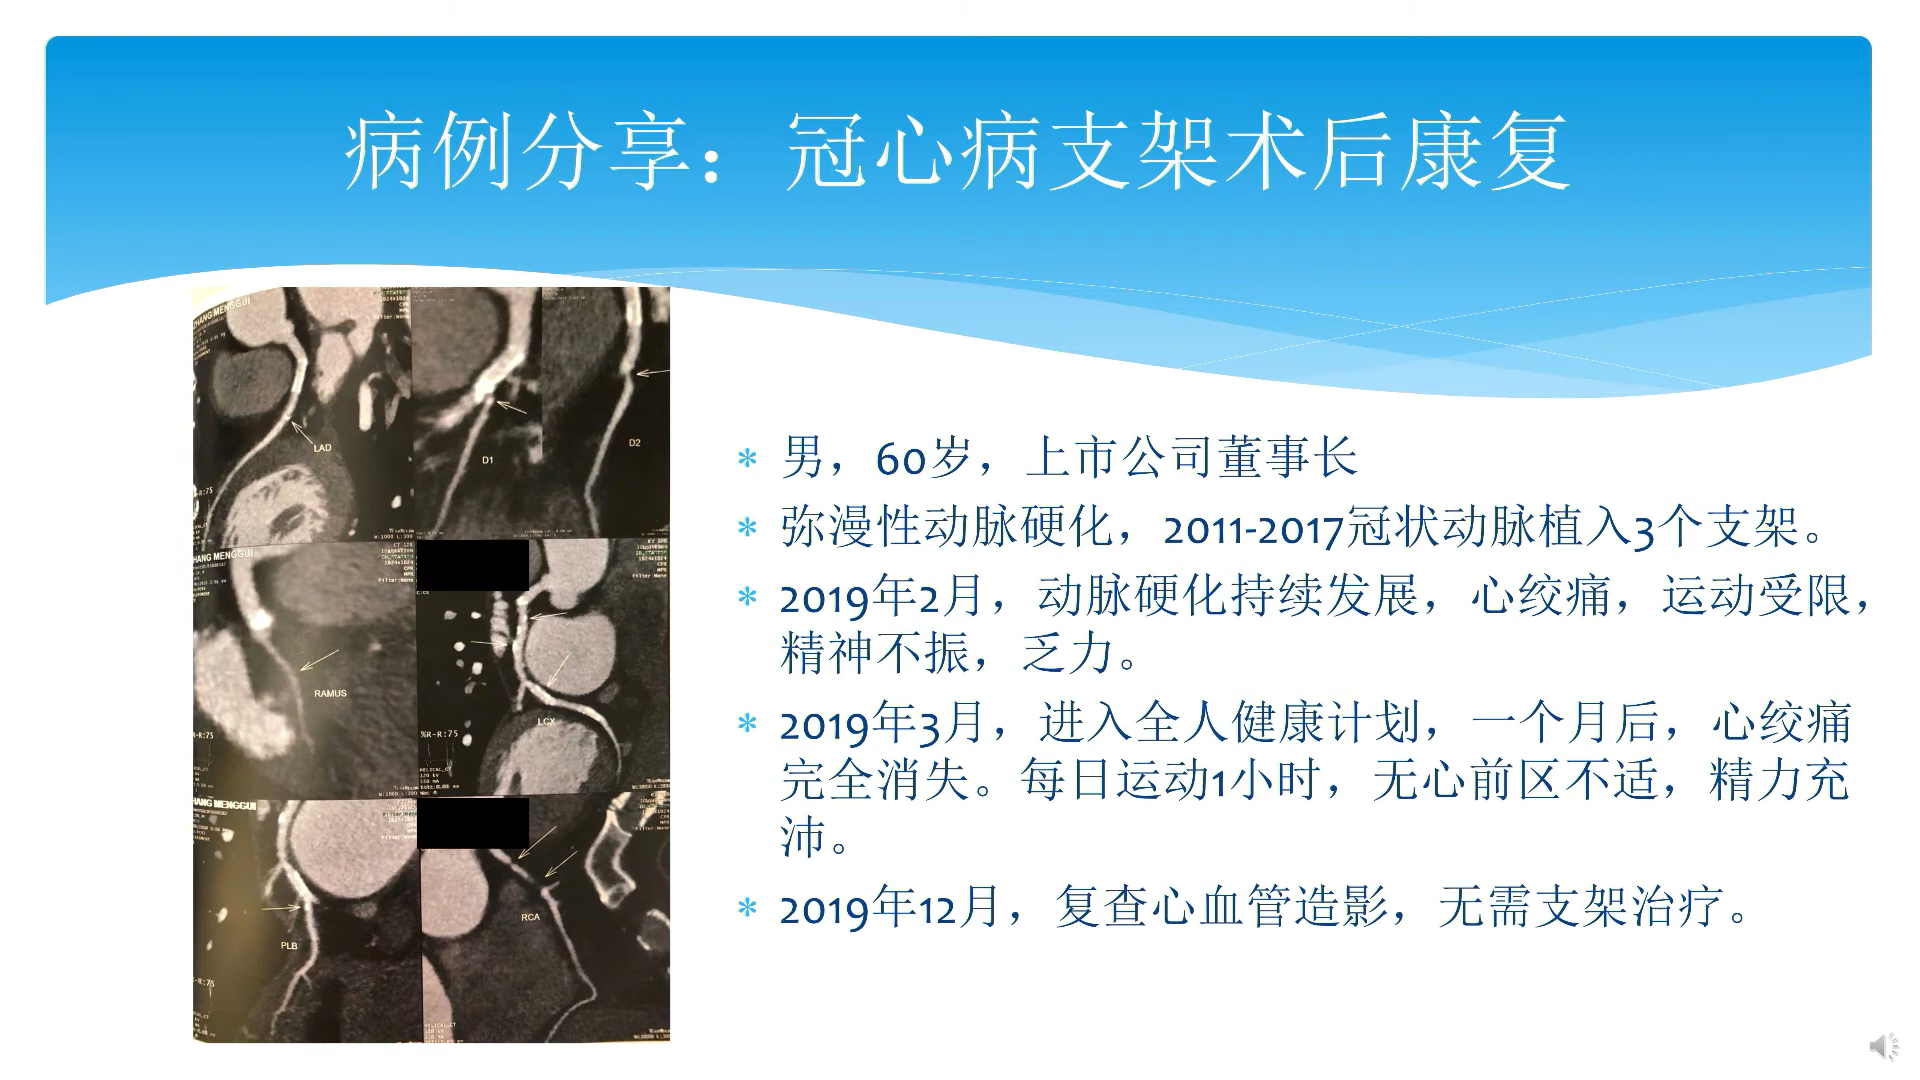 病例分享：冠心病支架术后康复
ZHANG MENGGUI
LAD
D1
D2
HANG MENGGUI
RAMUS
LCX
%R-R:75
HANG MENGGUI
PLB
RCA
男，60岁，上市公司董事长
弥漫性动脉硬化，2011-2017冠状动脉植入3个支架。
2019年2月，动脉硬化持续发展，心绞痛，运动受限，
精神不振，乏力。
2019年3月，进入全人健康计划，一个月后，心绞痛
完全消失。每日运动1小时，无心前区不适，精力充
沛。
2019年12月，复查心血管造影，无需支架治疗。